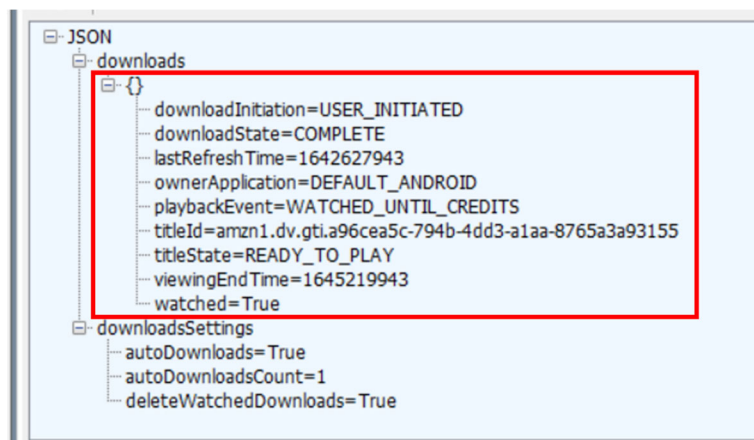 JSON
downloads
{}
downloadInitiation=USER_INITIATED
downloadState=COMPLETE
lastRefreshTime=1642627943
ownerApplication=DEFAULT_ANDROID
playbackEvent=WATCHED_UNTIL_CREDITS
titleId=amzn1.dv.gti.a96cea5c-794b-4dd3-a1aa-8765a3a93155
titleState=READY_TO_PLAY
viewingEndTime=1645219943
watched=True
downloadsSettings
autoDownloads=True
autoDownloadsCount=1
deleteWatchedDownloads=True